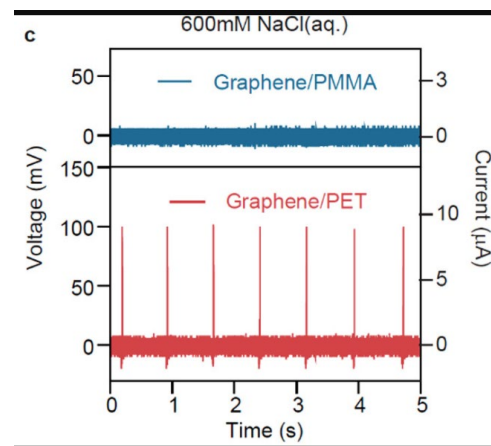 600mM NaCl(aq.)
c
50
Graphene/PMMA
3
0
0
150
Graphene/PET
100
10
50
5
0
0
Voltage (mV)
Current (μA)
0 1 2 3 4 5
Time (s)